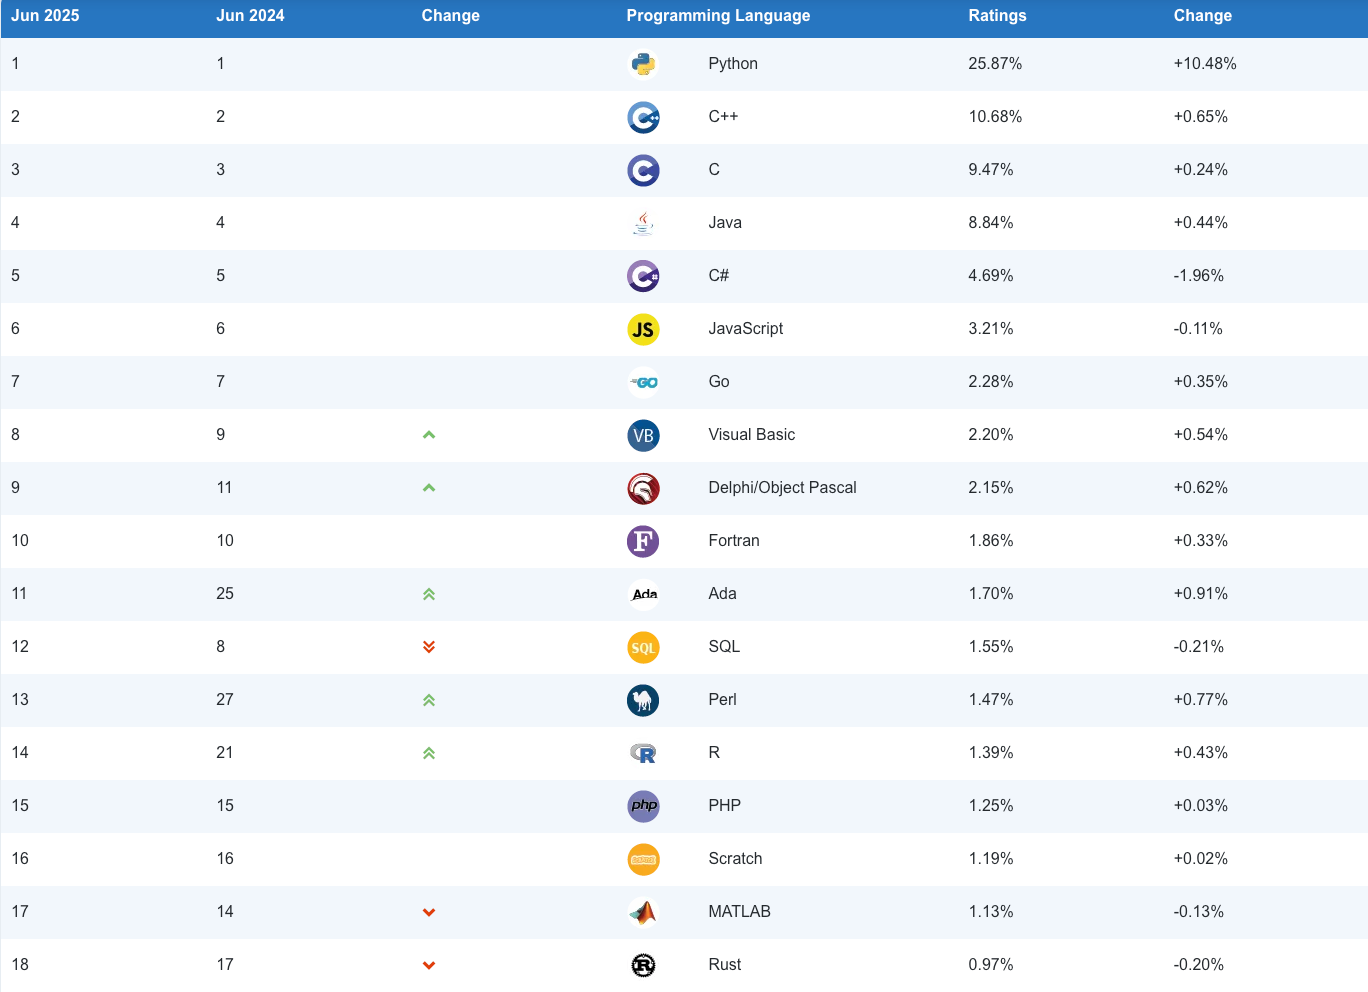 Jun 2025 Jun 2024 Change Programming Language Ratings Change
1 1 Python 25.87% +10.48%
2 2 C++ 10.68% +0.65%
3 3 C 9.47% +0.24%
4 4 Java 8.84% +0.44%
5 5 C# 4.69% -1.96%
6 6 JS JavaScript 3.21% -0.11%
7 7 GO Go 2.28% +0.35%
8 9 VB Visual Basic 2.20% +0.54%
9 11 Delphi/Object Pascal 2.15% +0.62%
10 10 F Fortran 1.86% +0.33%
11 25 Ada Ada 1.70% +0.91%
12 8 SQL SQL 1.55% -0.21%
13 27 Perl 1.47% +0.77%
14 21 R R 1.39% +0.43%
15 15 php PHP 1.25% +0.03%
16 16 Scratch 1.19% +0.02%
17 14 MATLAB 1.13% -0.13%
18 17 R Rust 0.97% -0.20%